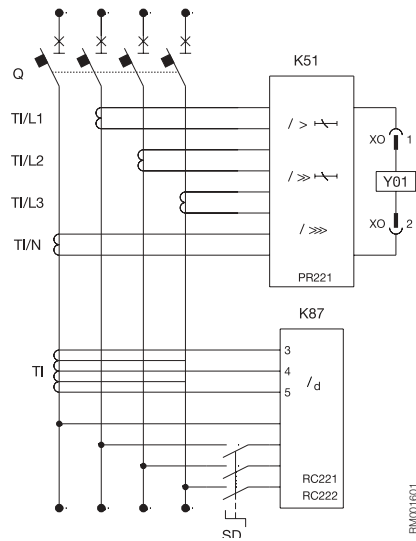 K51
Q
TI/L1
/ >
XO 1
TI/L2
/ >>
Y01
TI/L3
XO 2
/ >>>
TI/N
PR221
K87
3
TI
4
/d
5
RC221
RC222
SD
RM001601